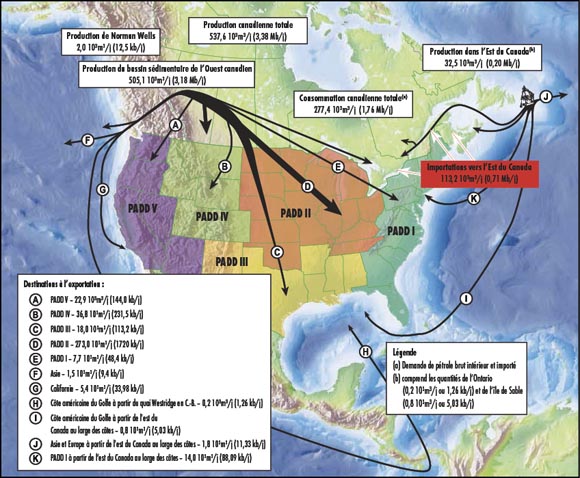 Production de Norman Wells
2,0 10³m³/j (12,5 kb/j)
Production canadienne totale
537,6 10³m³/j (3,38 Mb/j)
Production du bassin sédimentaire de l'Ouest canadien
505,1 10³m³/j (3,18 Mb/j)
Production dans l'Est du Canada(b)
32,5 10³m³/j (0,20 Mb/j)
Consommation canadienne totale(a)
277,4 10³m³/j (1,76 Mb/j)
Importations vers l'Est du Canada
113,2 10³m³/j (0,71 Mb/j)
A
B
C
D
E
F
G
H
I
J
K
PADD V
PADD IV
PADD II
PADD I
PADD III
Destinations à l'exportation :
A PADD V – 22,9 10³m³/j (144,0 kb/j)
B PADD IV – 36,8 10³m³/j (231,5 kb/j)
C PADD III – 18,0 10³m³/j (113,2 kb/j)
D PADD II – 273,0 10³m³/j (1720 kb/j)
E PADD I – 7,7 10³m³/j (48,4 kb/j)
F Asie – 1,5 10³m³/j (9,4 kb/j)
G Californie – 5,4 10³m³/j (33,98 kb/j)
H Côte américaine du Golfe à partir de quai Westridge en C.-B. – 0,2 10³m³/j (1,26 kb/j)
I Côte américaine du Golfe à partir de l'est du
Canada au large des côtes – 0,8 10³m³/j (5,03 kb/j)
J Asie et Europe à partir de l'est du Canada au large des côtes – 1,8 10³m³/j (11,33 kb/j)
K PADD I à partir de l'est du Canada au large des côtes – 14,0 10³m³/j (88,09 kb/j)
Légende
(a) Demande de pétrole brut intérieur et importé
(b) comprend les quantités de l'Ontario
(0,2 10³m³/j ou 1,26 kb/j) et de l'île de Sable
(0,8 10³m³/j ou 5,03 kb/j)